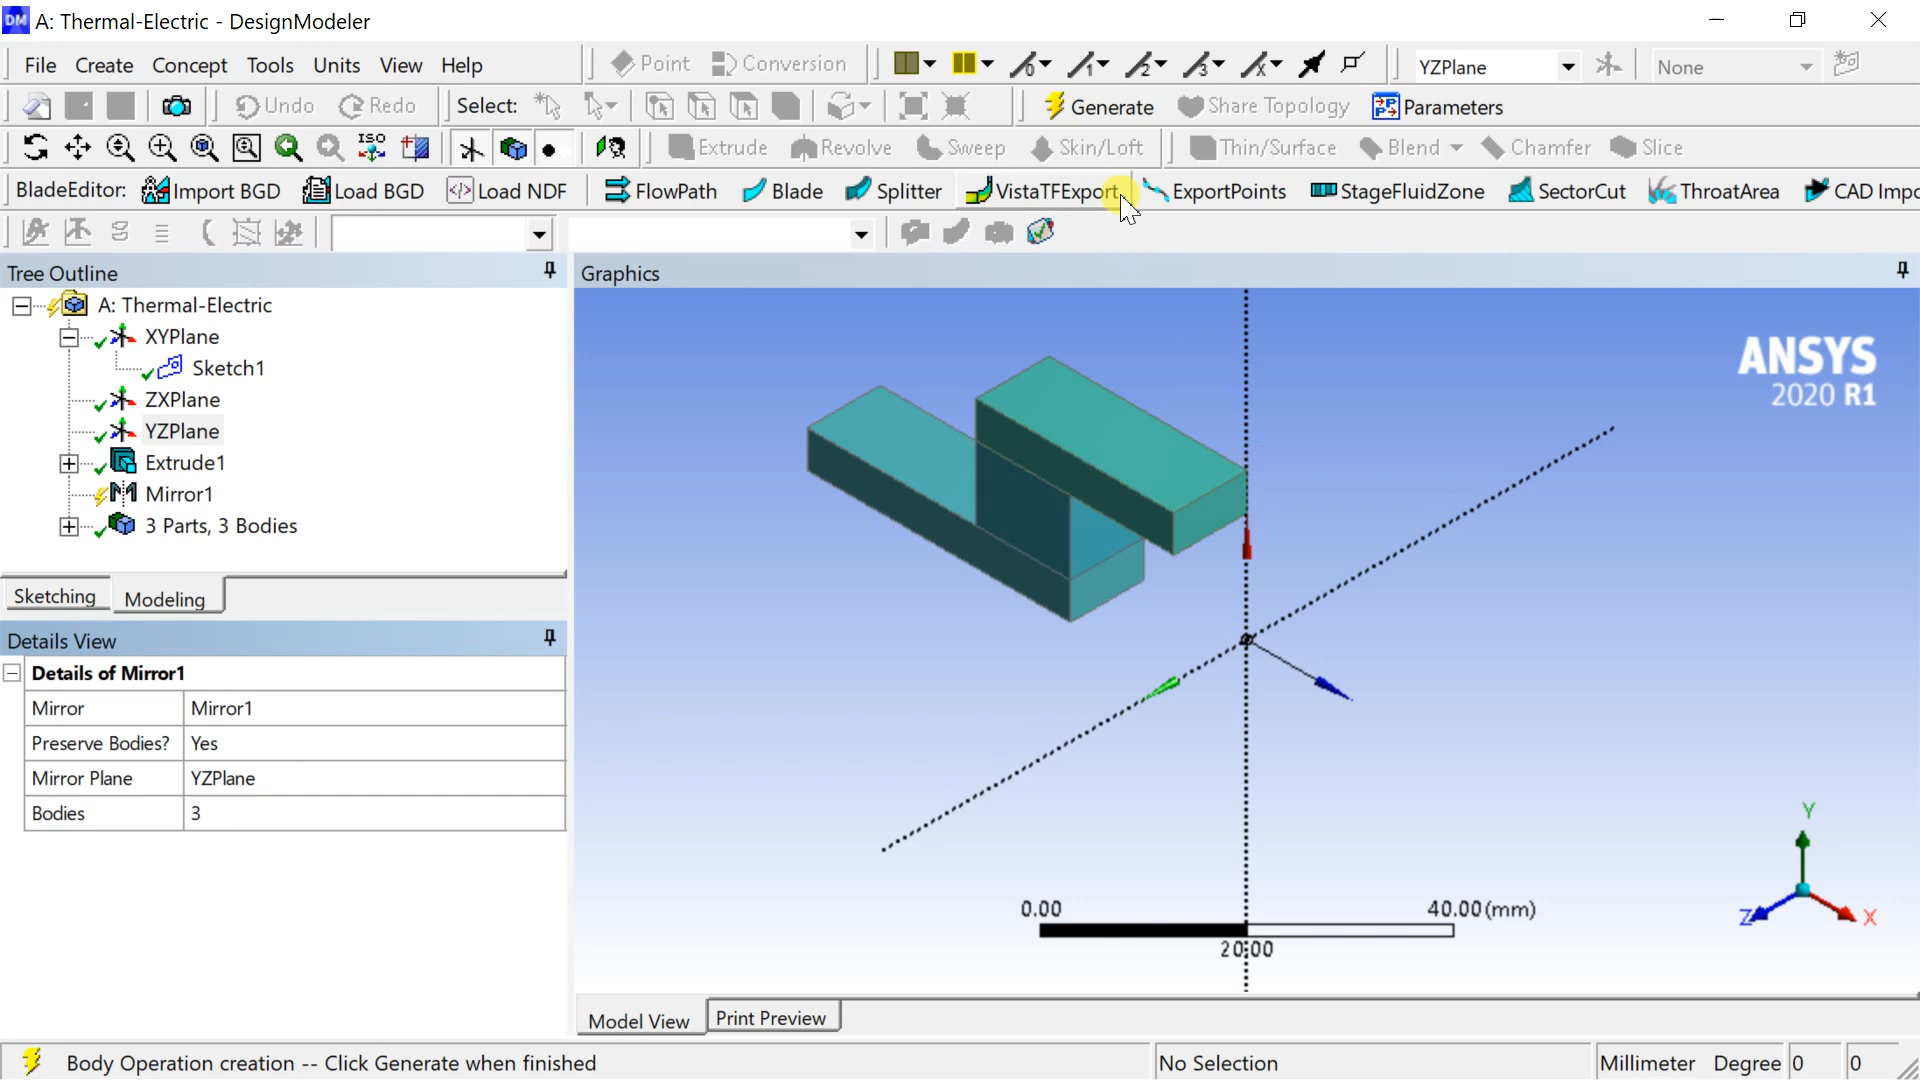 DM A: Thermal-Electric - DesignModeler
File Create Concept Tools Units View Help Point Conversion YZPlane None
Undo Redo Select: Generate Share Topology Parameters
ISO Extrude Revolve Sweep Skin/Loft Thin/Surface Blend Chamfer Slice
BladeEditor: Import BGD Load BGD Load NDF FlowPath Blade Splitter VistaTFExport ExportPoints StageFluidZone SectorCut ThroatArea CAD Impo
Tree Outline
A: Thermal-Electric
XYPlane
Sketch1
ZXPlane
YZPlane
Extrude1
Mirror1
3 Parts, 3 Bodies
Sketching Modeling
Details View
Details of Mirror1
Mirror Mirror1
Preserve Bodies? Yes
Mirror Plane YZPlane
Bodies 3
Graphics
ANSYS
2020 R1
0.00 40.00 (mm)
20.00
Y
Z X
Model View Print Preview
Body Operation creation -- Click Generate when finished No Selection Millimeter Degree 0 0